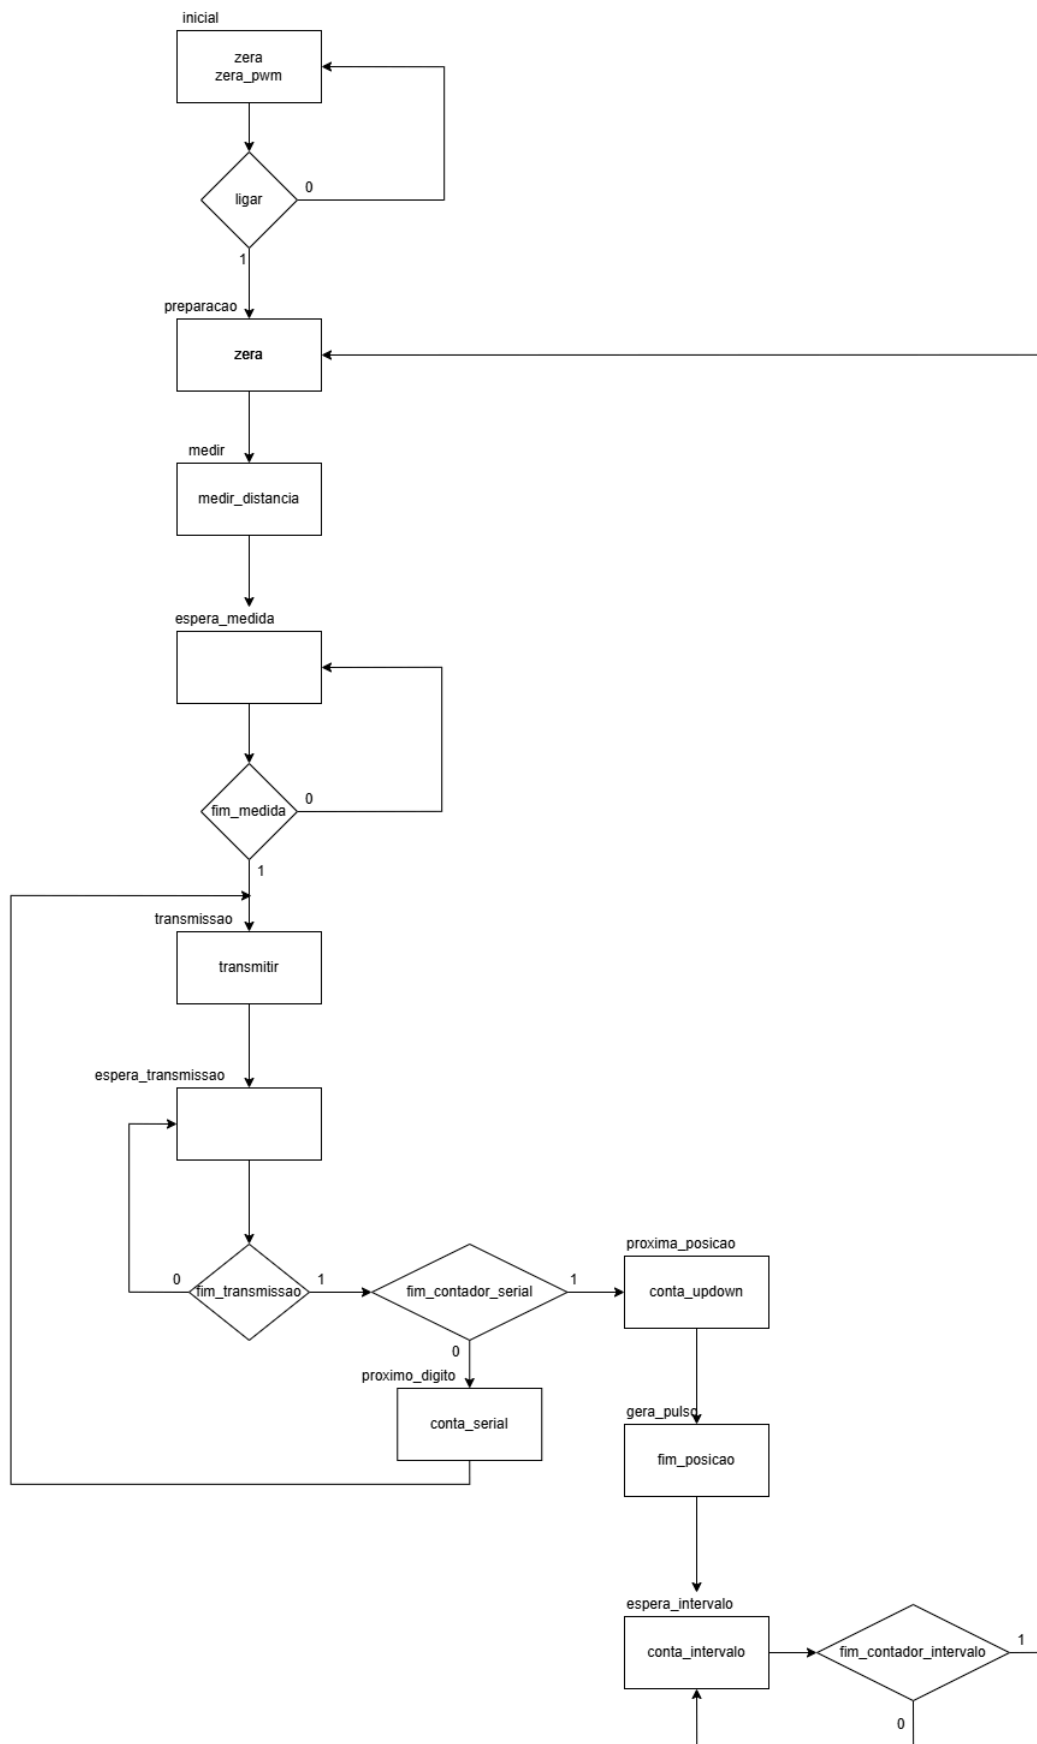 inicial
zera
zera_pwm
ligar
0
1
preparacao
zera
medir
medir_distancia
espera_medida
fim_medida
0
1
transmissao
transmitir
espera_transmissao
0
fim_transmissao
1
fim_contador_serial
1
0
proxima_posicao
conta_updown
proximo_digito
conta_serial
gera_pulso
fim_posicao
espera_intervalo
conta_intervalo
fim_contador_intervalo
1
0